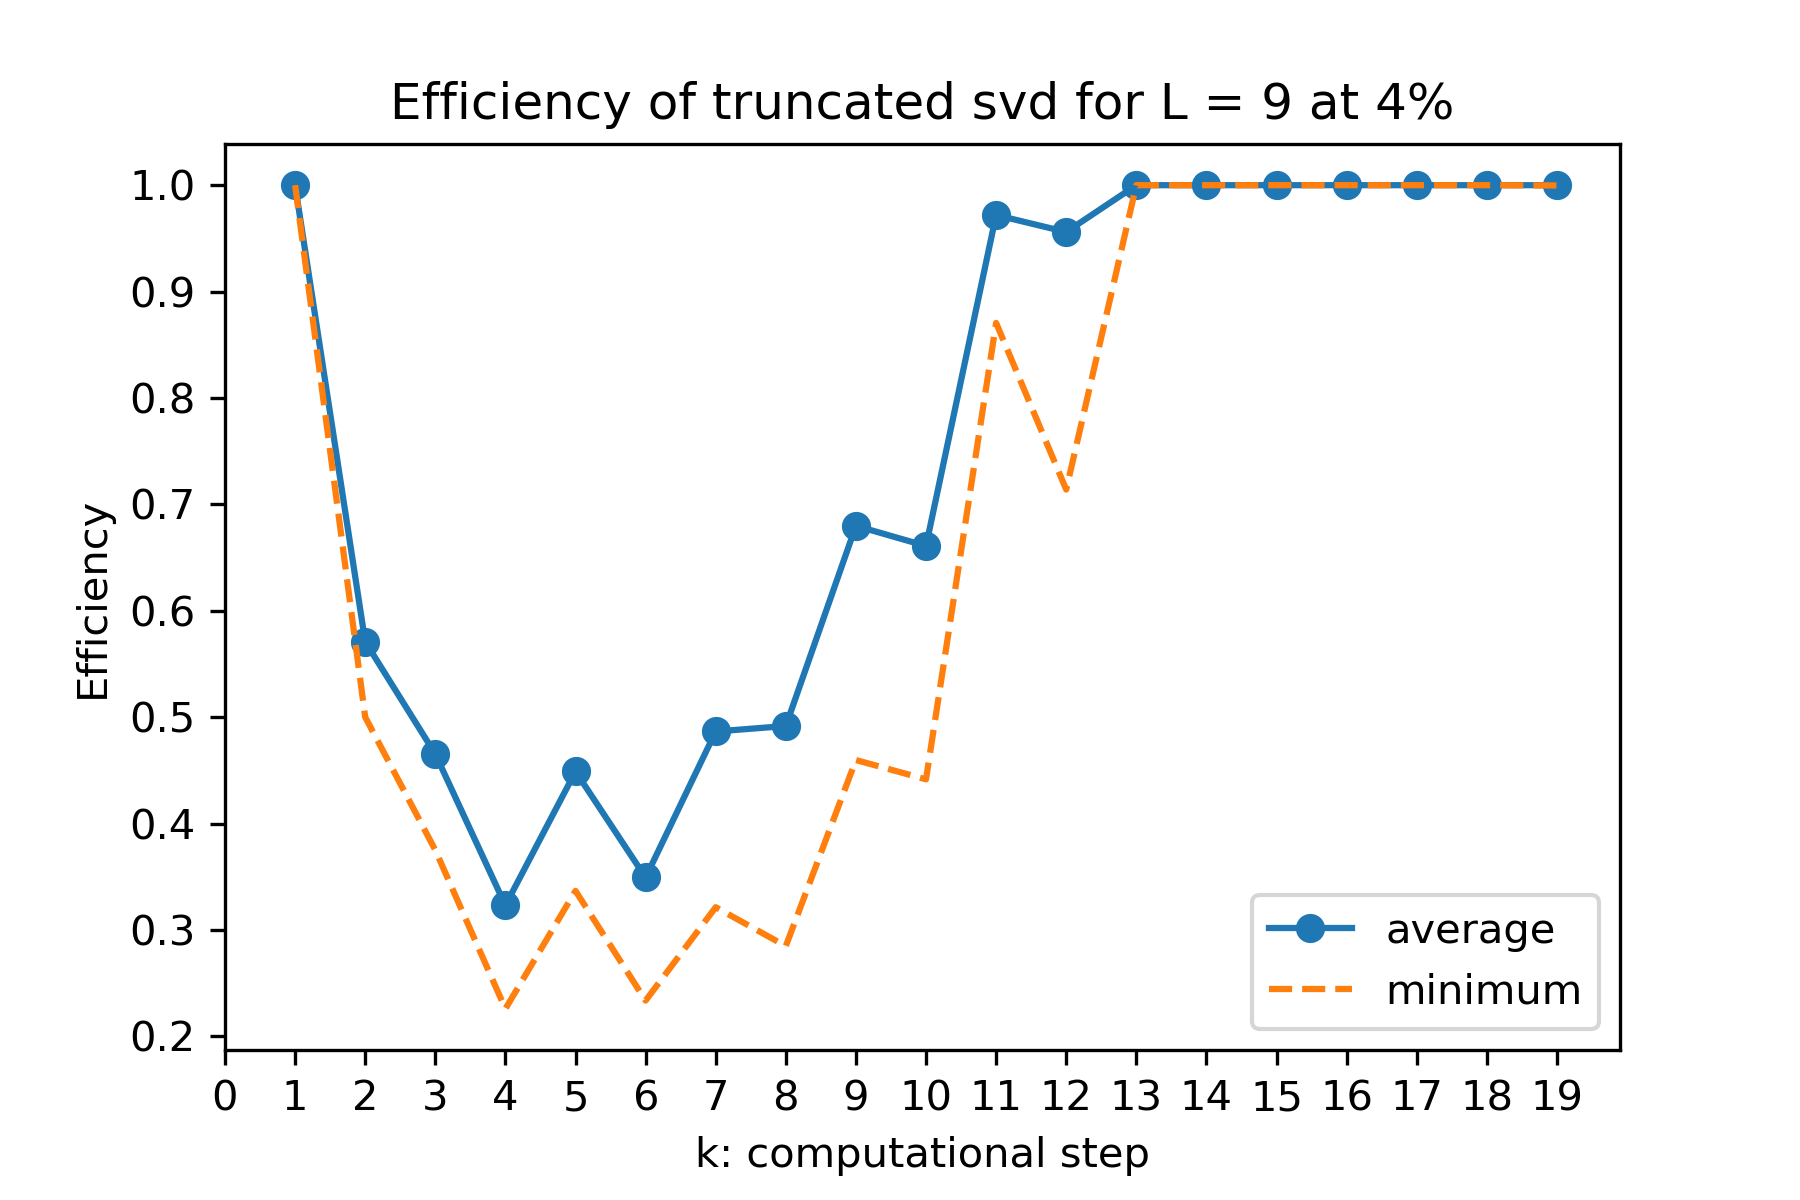 Efficiency of truncated svd for L = 9 at 4%
1.0
0.9
0.8
0.7
0.6
0.5
0.4
0.3
0.2
Efficiency
average
minimum
0 1 2 3 4 5 6 7 8 9 10 11 12 13 14 15 16 17 18 19
k: computational step